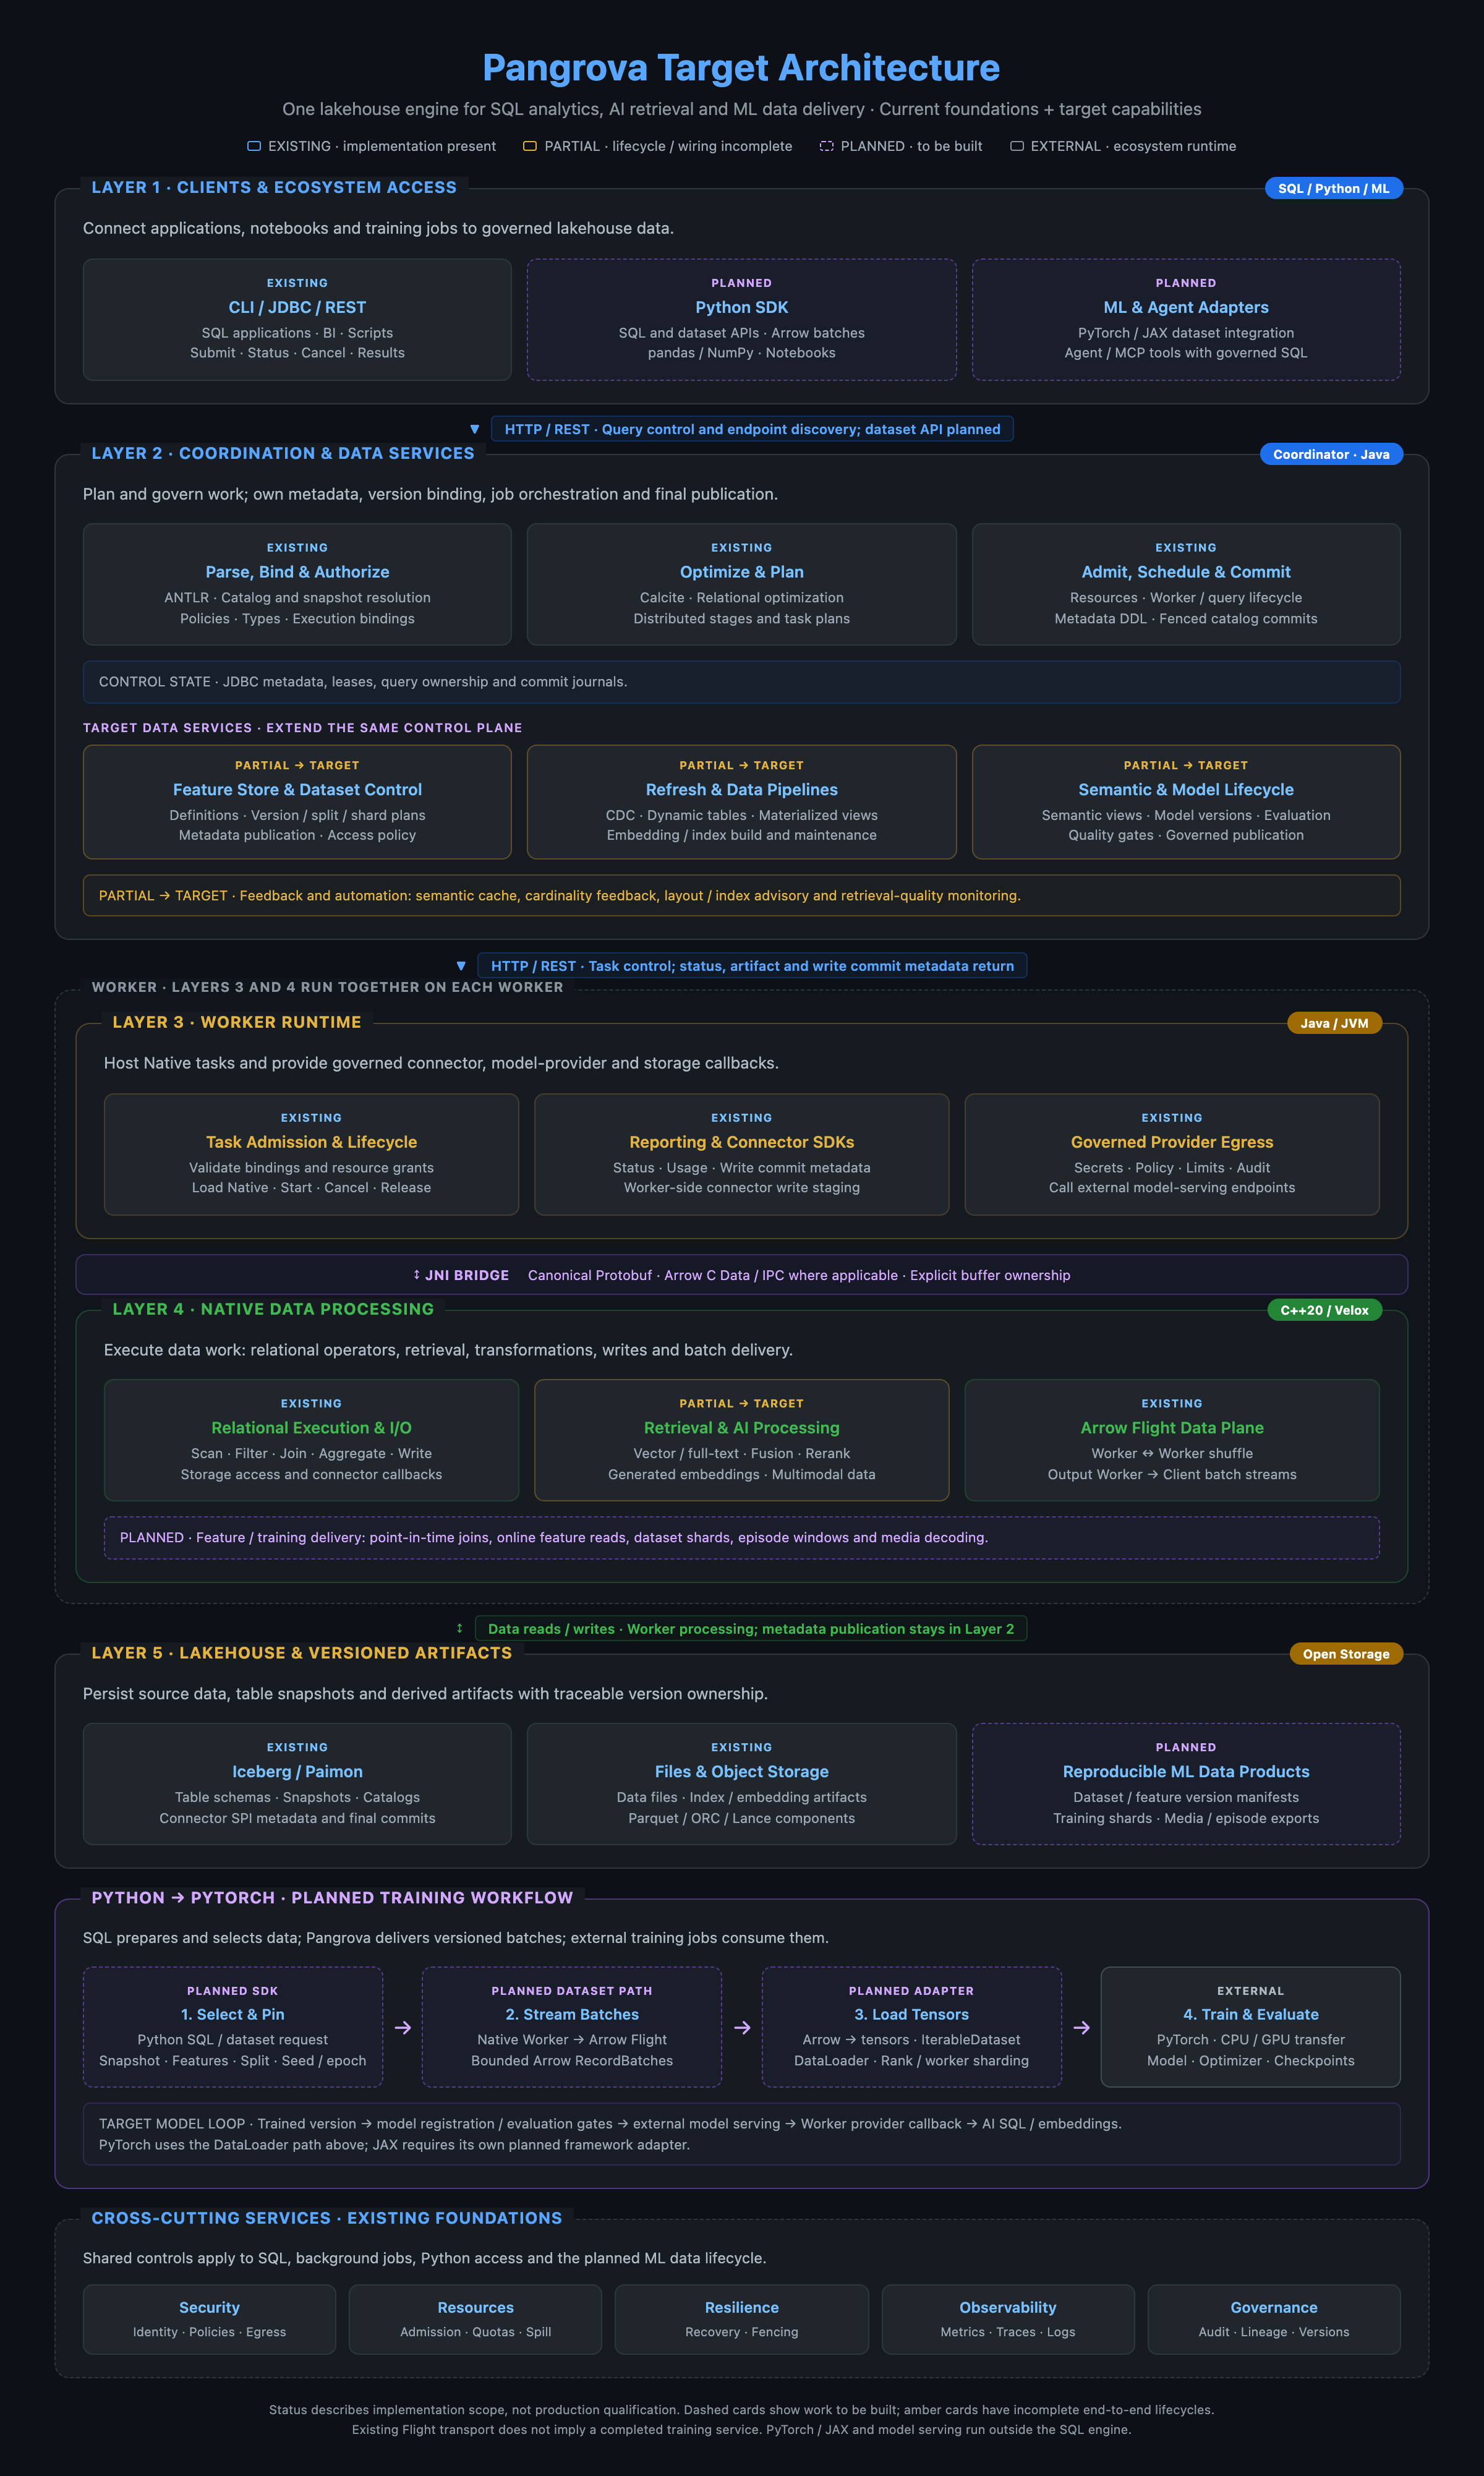 Pangrova Target Architecture
One lakehouse engine for SQL analytics, AI retrieval and ML data delivery · Current foundations + target capabilities
EXISTING · implementation present
PARTIAL · lifecycle / wiring incomplete
PLANNED · to be built
EXTERNAL · ecosystem runtime
LAYER 1 · CLIENTS & ECOSYSTEM ACCESS
SQL / Python / ML
Connect applications, notebooks and training jobs to governed lakehouse data.
EXISTING
CLI / JDBC / REST
SQL applications · BI · Scripts
Submit · Status · Cancel · Results
PLANNED
Python SDK
SQL and dataset APIs · Arrow batches
pandas / NumPy · Notebooks
PLANNED
ML & Agent Adapters
PyTorch / JAX dataset integration
Agent / MCP tools with governed SQL
▼ HTTP / REST · Query control and endpoint discovery; dataset API planned
LAYER 2 · COORDINATION & DATA SERVICES
Coordinator · Java
Plan and govern work; own metadata, version binding, job orchestration and final publication.
EXISTING
Parse, Bind & Authorize
ANTLR · Catalog and snapshot resolution
Policies · Types · Execution bindings
EXISTING
Optimize & Plan
Calcite · Relational optimization
Distributed stages and task plans
EXISTING
Admit, Schedule & Commit
Resources · Worker / query lifecycle
Metadata DDL · Fenced catalog commits
CONTROL STATE · JDBC metadata, leases, query ownership and commit journals.
TARGET DATA SERVICES · EXTEND THE SAME CONTROL PLANE
PARTIAL → TARGET
Feature Store & Dataset Control
Definitions · Version / split / shard plans
Metadata publication · Access policy
PARTIAL → TARGET
Refresh & Data Pipelines
CDC · Dynamic tables · Materialized views
Embedding / index build and maintenance
PARTIAL → TARGET
Semantic & Model Lifecycle
Semantic views · Model versions · Evaluation
Quality gates · Governed publication
PARTIAL → TARGET · Feedback and automation: semantic cache, cardinality feedback, layout / index advisory and retrieval-quality monitoring.
▼ HTTP / REST · Task control; status, artifact and write commit metadata return
WORKER · LAYERS 3 AND 4 RUN TOGETHER ON EACH WORKER
LAYER 3 · WORKER RUNTIME
Java / JVM
Host Native tasks and provide governed connector, model-provider and storage callbacks.
EXISTING
Task Admission & Lifecycle
Validate bindings and resource grants
Load Native · Start · Cancel · Release
EXISTING
Reporting & Connector SDKs
Status · Usage · Write commit metadata
Worker-side connector write staging
EXISTING
Governed Provider Egress
Secrets · Policy · Limits · Audit
Call external model-serving endpoints
↕ JNI BRIDGE Canonical Protobuf · Arrow C Data / IPC where applicable · Explicit buffer ownership
LAYER 4 · NATIVE DATA PROCESSING
C++20 / Velox
Execute data work: relational operators, retrieval, transformations, writes and batch delivery.
EXISTING
Relational Execution & I/O
Scan · Filter · Join · Aggregate · Write
Storage access and connector callbacks
PARTIAL → TARGET
Retrieval & AI Processing
Vector / full-text · Fusion · Rerank
Generated embeddings · Multimodal data
EXISTING
Arrow Flight Data Plane
Worker ↔ Worker shuffle
Output Worker → Client batch streams
PLANNED · Feature / training delivery: point-in-time joins, online feature reads, dataset shards, episode windows and media decoding.
↕ Data reads / writes · Worker processing; metadata publication stays in Layer 2
LAYER 5 · LAKEHOUSE & VERSIONED ARTIFACTS
Open Storage
Persist source data, table snapshots and derived artifacts with traceable version ownership.
EXISTING
Iceberg / Paimon
Table schemas · Snapshots · Catalogs
Connector SPI metadata and final commits
EXISTING
Files & Object Storage
Data files · Index / embedding artifacts
Parquet / ORC / Lance components
PLANNED
Reproducible ML Data Products
Dataset / feature version manifests
Training shards · Media / episode exports
PYTHON → PYTORCH · PLANNED TRAINING WORKFLOW
SQL prepares and selects data; Pangrova delivers versioned batches; external training jobs consume them.
PLANNED SDK
1. Select & Pin
Python SQL / dataset request
Snapshot · Features · Split · Seed / epoch
→
PLANNED DATASET PATH
2. Stream Batches
Native Worker → Arrow Flight
Bounded Arrow RecordBatches
→
PLANNED ADAPTER
3. Load Tensors
Arrow → tensors · IterableDataset
DataLoader · Rank / worker sharding
→
EXTERNAL
4. Train & Evaluate
PyTorch · CPU / GPU transfer
Model · Optimizer · Checkpoints
TARGET MODEL LOOP · Trained version → model registration / evaluation gates → external model serving → Worker provider callback → AI SQL / embeddings.
PyTorch uses the DataLoader path above; JAX requires its own planned framework adapter.
CROSS-CUTTING SERVICES · EXISTING FOUNDATIONS
Shared controls apply to SQL, background jobs, Python access and the planned ML data lifecycle.
Security
Identity · Policies · Egress
Resources
Admission · Quotas · Spill
Resilience
Recovery · Fencing
Observability
Metrics · Traces · Logs
Governance
Audit · Lineage · Versions
Status describes implementation scope, not production qualification. Dashed cards show work to be built; amber cards have incomplete end-to-end lifecycles.
Existing Flight transport does not imply a completed training service. PyTorch / JAX and model serving run outside the SQL engine.